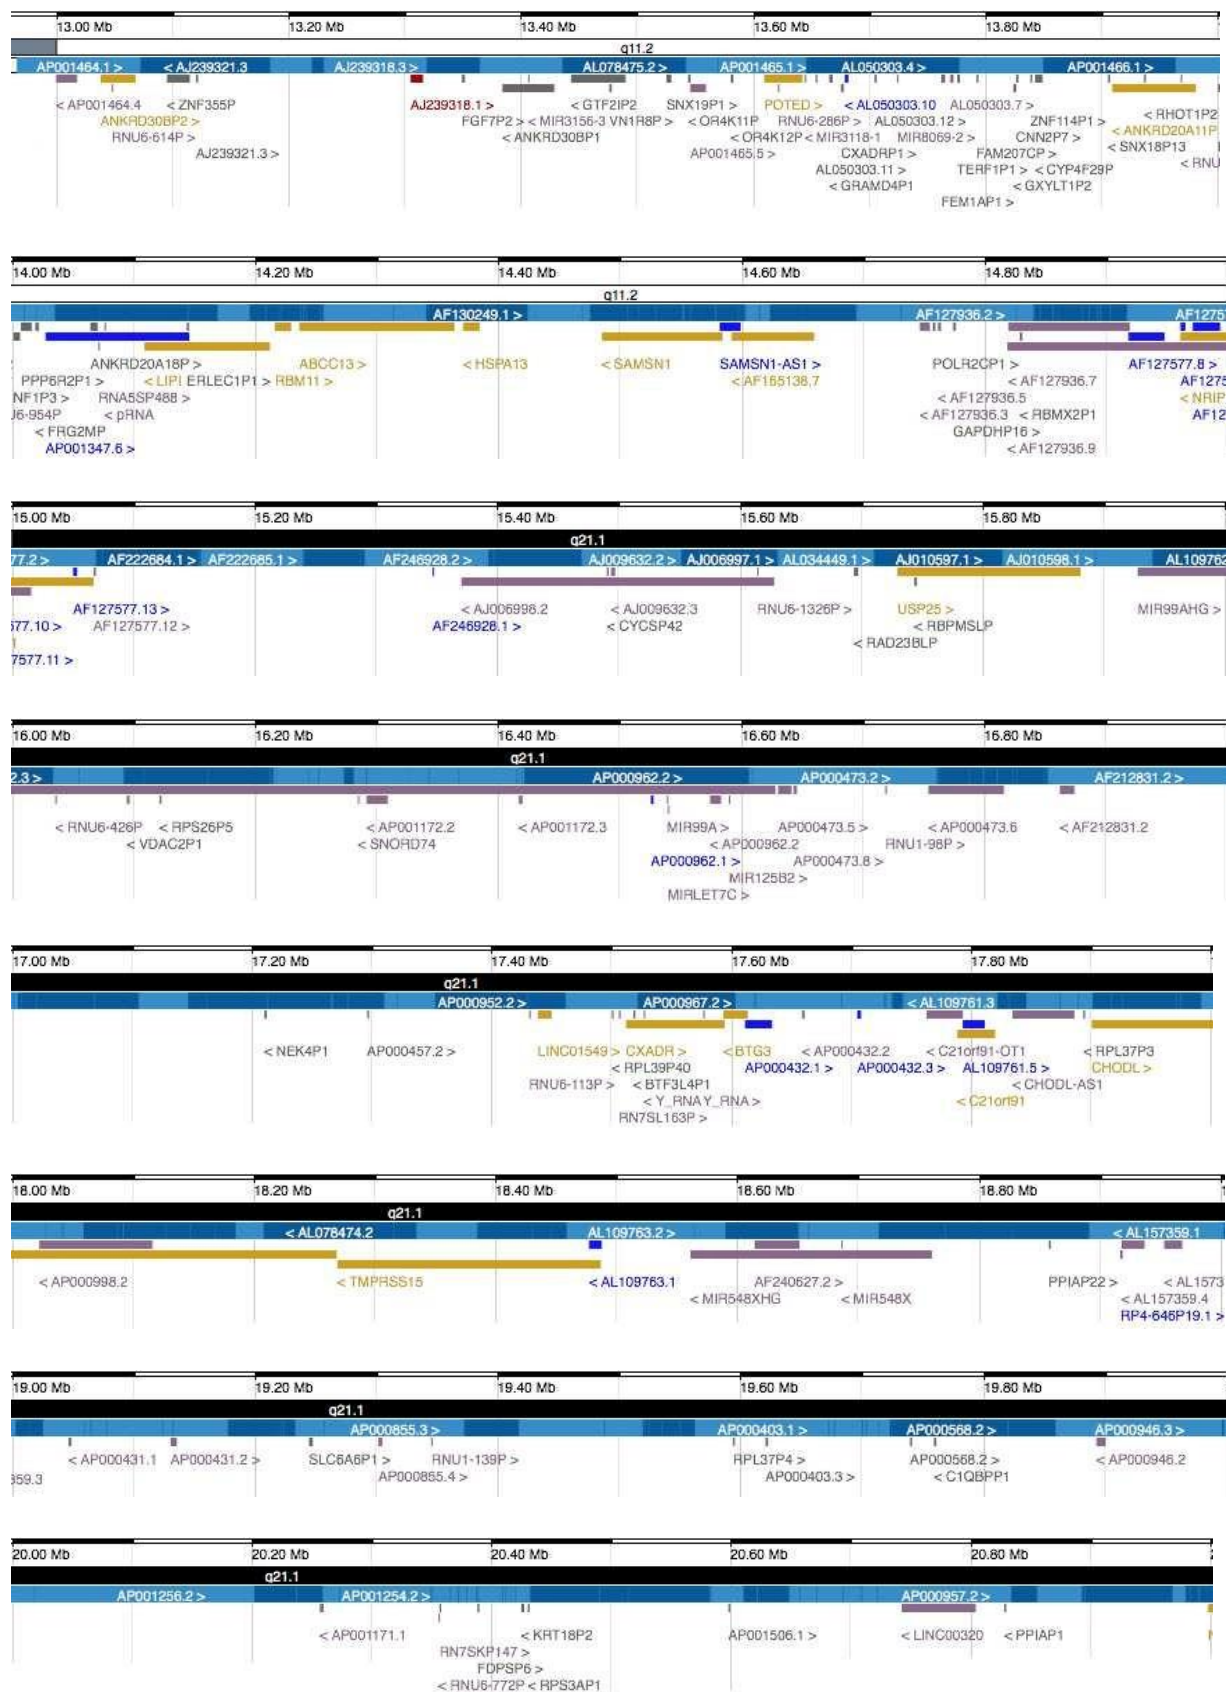 13.00 Mb 13.20 Mb 13.40 Mb 13.60 Mb 13.80 Mb
q11.2
AP001464.1 > < AJ239321.3 AJ239318.3 > AL078475.2 > AP001465.1 > AL050303.4 > AP001466.1 >
< AP001464.4 < ZNF355P AJ239318.1 > < GTF2IP2 SNX19P1 > POTED > < AL050303.10 AL050303.7 > < RHOT1P2
ANKRD30BP2 > FGF7P2 > < MIR3156-3 VN1R8P > < OR4K11P RNU6-286P > AL050303.12 > ZNF114P1 > < ANKRD20A11P
RNU6-614P > < ANKRD30BP1 < OR4K12P < MIR3118-1 MIR8069-2 > CNN2P7 > < SNX18P13
AJ239321.3 > AP001465.5 > CXADRP1 > FAM207CP > < RNU
AL050303.11 > TERF1P1 > < CYP4F29P
< GRAMD4P1 < GXYLT1P2
FEM1AP1 >
14.00 Mb 14.20 Mb 14.40 Mb 14.60 Mb 14.80 Mb
q11.2
AF130249.1 > AF127936.2 > AF1275
ANKRD20A18P > ABCC13 > < HSPA13 < SAMSN1 SAMSN1-AS1 > POLR2CP1 > AF127577.8 >
PPP6R2P1 > < LIPI ERLEC1P1 > RBM11 > < AF165138.7 < AF127936.7 AF1275
NF1P3 > RNA5SP488 > < AF127936.5 < NRIP
J6-954P < pRNA < AF127936.3 < RBMX2P1 AF12
< FRG2MP GAPDHP16 >
AP001347.6 > < AF127936.9
15.00 Mb 15.20 Mb 15.40 Mb 15.60 Mb 15.80 Mb
q21.1
77.2 > AF222684.1 > AF222685.1 > AF246928.2 > AJ009632.2 > AJ006997.1 > AL034449.1 > AJ010597.1 > AJ010598.1 > AL109762
AF127577.13 > < AJ006998.2 < AJ009632.3 RNU6-1326P > USP25 > MIR99AHG >
577.10 > AF127577.12 > AF246928.1 > < CYCSP42 < RBPMSLP
< RAD23BLP
7577.11 >
16.00 Mb 16.20 Mb 16.40 Mb 16.60 Mb 16.80 Mb
q21.1
2.3 > AP000962.2 > AP000473.2 > AF212831.2 >
< RNU6-426P < RPS26P5 < AP001172.2 < AP001172.3 MIR99A > AP000473.5 > < AP000473.6 < AF212831.2
< VDAC2P1 < SNORD74 < AP000962.2 RNU1-98P >
AP000962.1 > AP000473.8 >
MIR125B2 >
MIRLET7C >
17.00 Mb 17.20 Mb 17.40 Mb 17.60 Mb 17.80 Mb
q21.1
AP000952.2 > AP000967.2 > < AL109761.3
< NEK4P1 AP000457.2 > LINC01549 > CXADR > < BTG3 < AP000432.2 < C21orf91-OT1 < RPL37P3
< RPL39P40 AP000432.1 > AP000432.3 > AL109761.5 > CHODL >
RNU6-113P > < BTF3L4P1 < CHODL-AS1
< Y_RNA Y_RNA > < C21orf91
RN7SL163P >
18.00 Mb 18.20 Mb 18.40 Mb 18.60 Mb 18.80 Mb
q21.1
< AL078474.2 AL109763.2 > < AL157359.1
< AP000998.2 < TMPRSS15 < AL109763.1 AF240627.2 > PPIAP22 > < AL1573
< MIR548XHG < MIR548X < AL157359.4
RP4-646P19.1 >
19.00 Mb 19.20 Mb 19.40 Mb 19.60 Mb 19.80 Mb
q21.1
AP000855.3 > AP000403.1 > AP000568.2 > AP000946.3 >
< AP000431.1 AP000431.2 > SLC6A6P1 > RNU1-139P > RPL37P4 > AP000568.2 > < AP000946.2
359.3 AP000855.4 > AP000403.3 > < C1QBPP1
20.00 Mb 20.20 Mb 20.40 Mb 20.60 Mb 20.80 Mb
q21.1
AP001256.2 > AP001254.2 > AP000957.2 >
< AP001171.1 < KRT18P2 AP001506.1 > < LINC00320 < PPIAP1
RN7SKP147 >
FDPSP6 >
< RNU6-772P < RPS3AP1